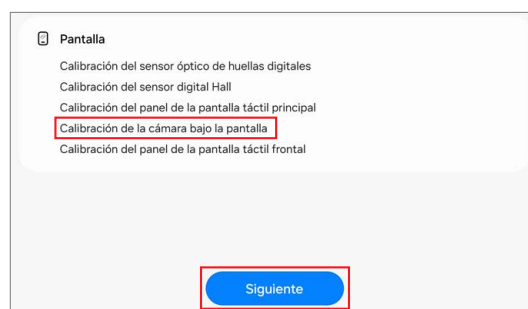 Pantalla
Calibración del sensor óptico de huellas digitales
Calibración del sensor digital Hall
Calibración del panel de la pantalla táctil principal
Calibración de la cámara bajo la pantalla
Calibración del panel de la pantalla táctil frontal
Siguiente